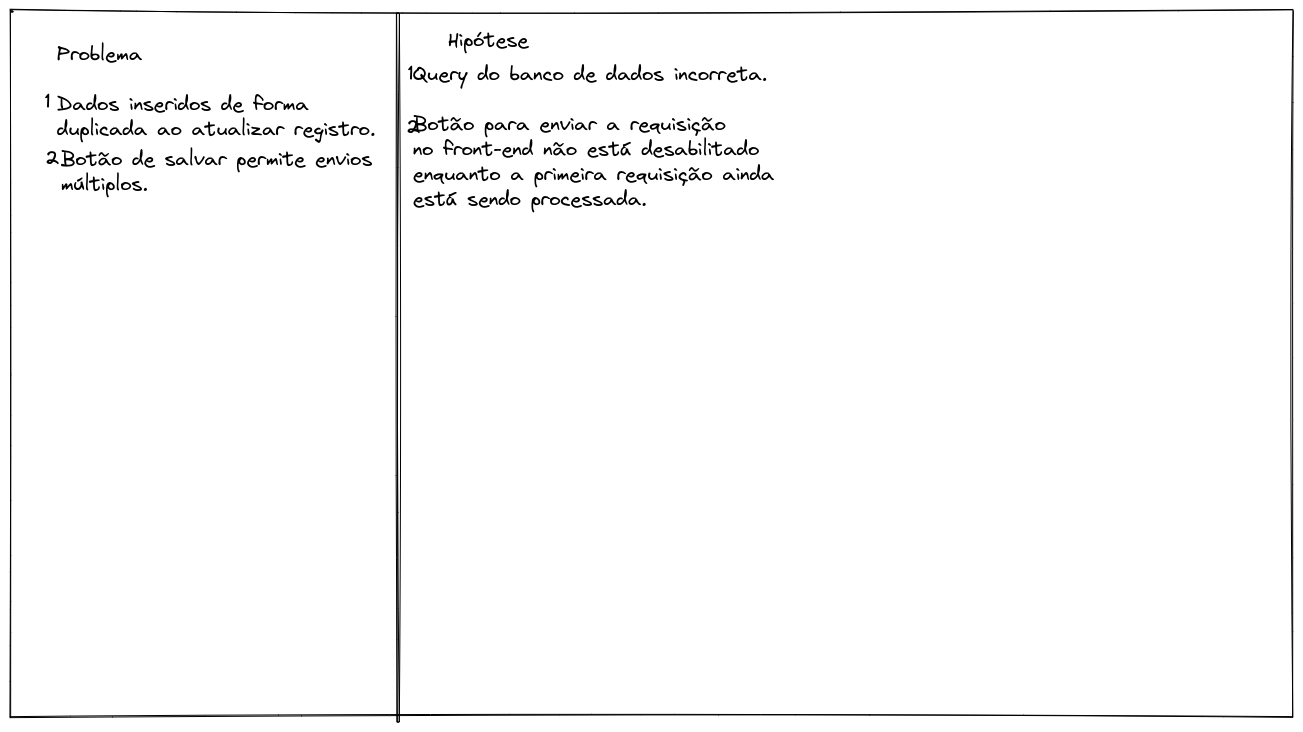 Problema
1 Dados inseridos de forma
duplicada ao atualizar registro.
2 Botão de salvar permite envios
múltiplos.
Hipótese
1 Query do banco de dados incorreta.
2 Botão para enviar a requisição
no front-end não está desabilitado
enquanto a primeira requisição ainda
está sendo processada.